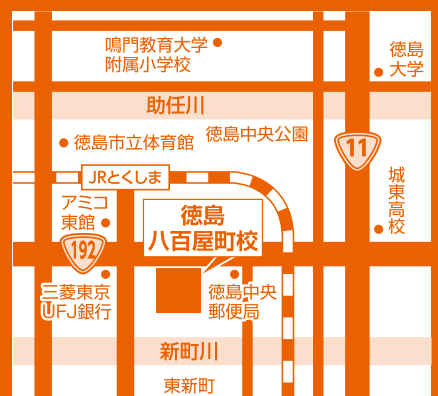 鳴門教育大学
附属小学校
徳島
大学
助任川
徳島市立体育館
徳島中央公園
11
JRとくしま
城東高校
アミコ
東館
徳島
八百屋町校
192
三菱東京
UFJ銀行
徳島中央
郵便局
新町川
東新町